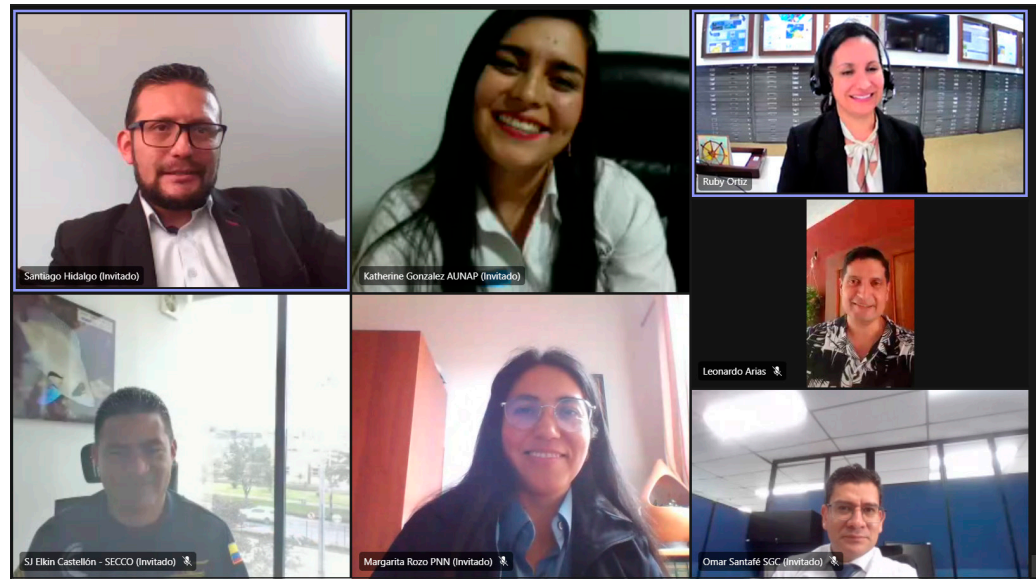 Santiago Hidalgo (Invitado)
Katherine Gonzalez AUNAP (Invitado)
Ruby Ortiz
Leonardo Arias
SJ Elkin Castellón - SECCO (Invitado)
Margarita Rozo PNN (Invitado)
Omar Santafé SGC (Invitado)